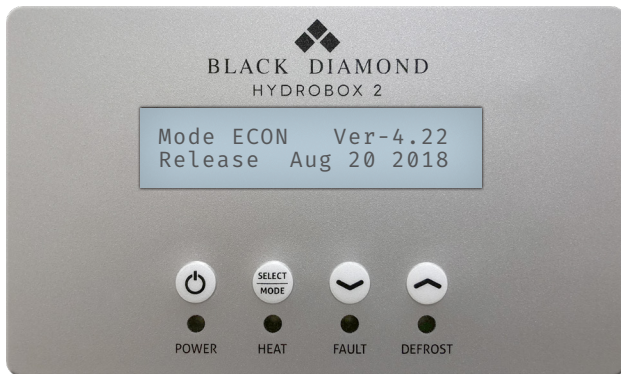 BLACK DIAMOND
HYDROBOX 2
Mode ECON Ver-4.22
Release Aug 20 2018
SELECT
MODE
POWER HEAT FAULT DEFROST